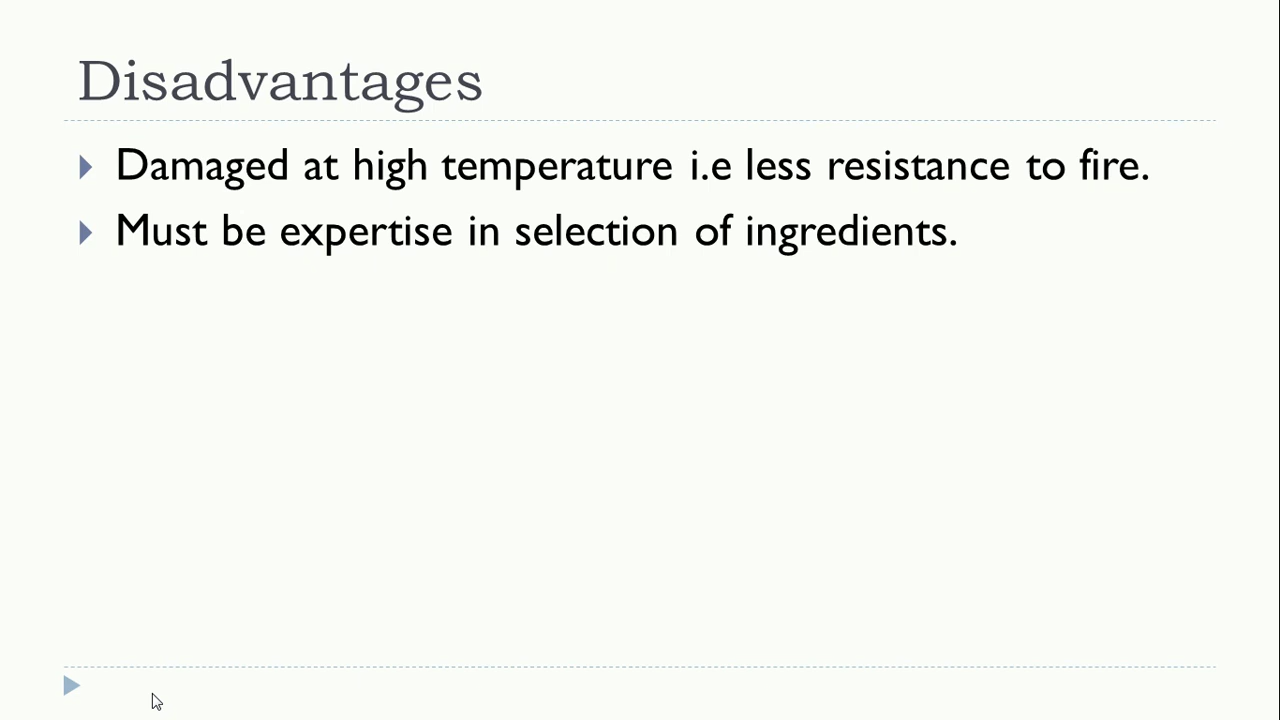 Disadvantages
Damaged at high temperature i.e less resistance to fire.
Must be expertise in selection of ingredients.